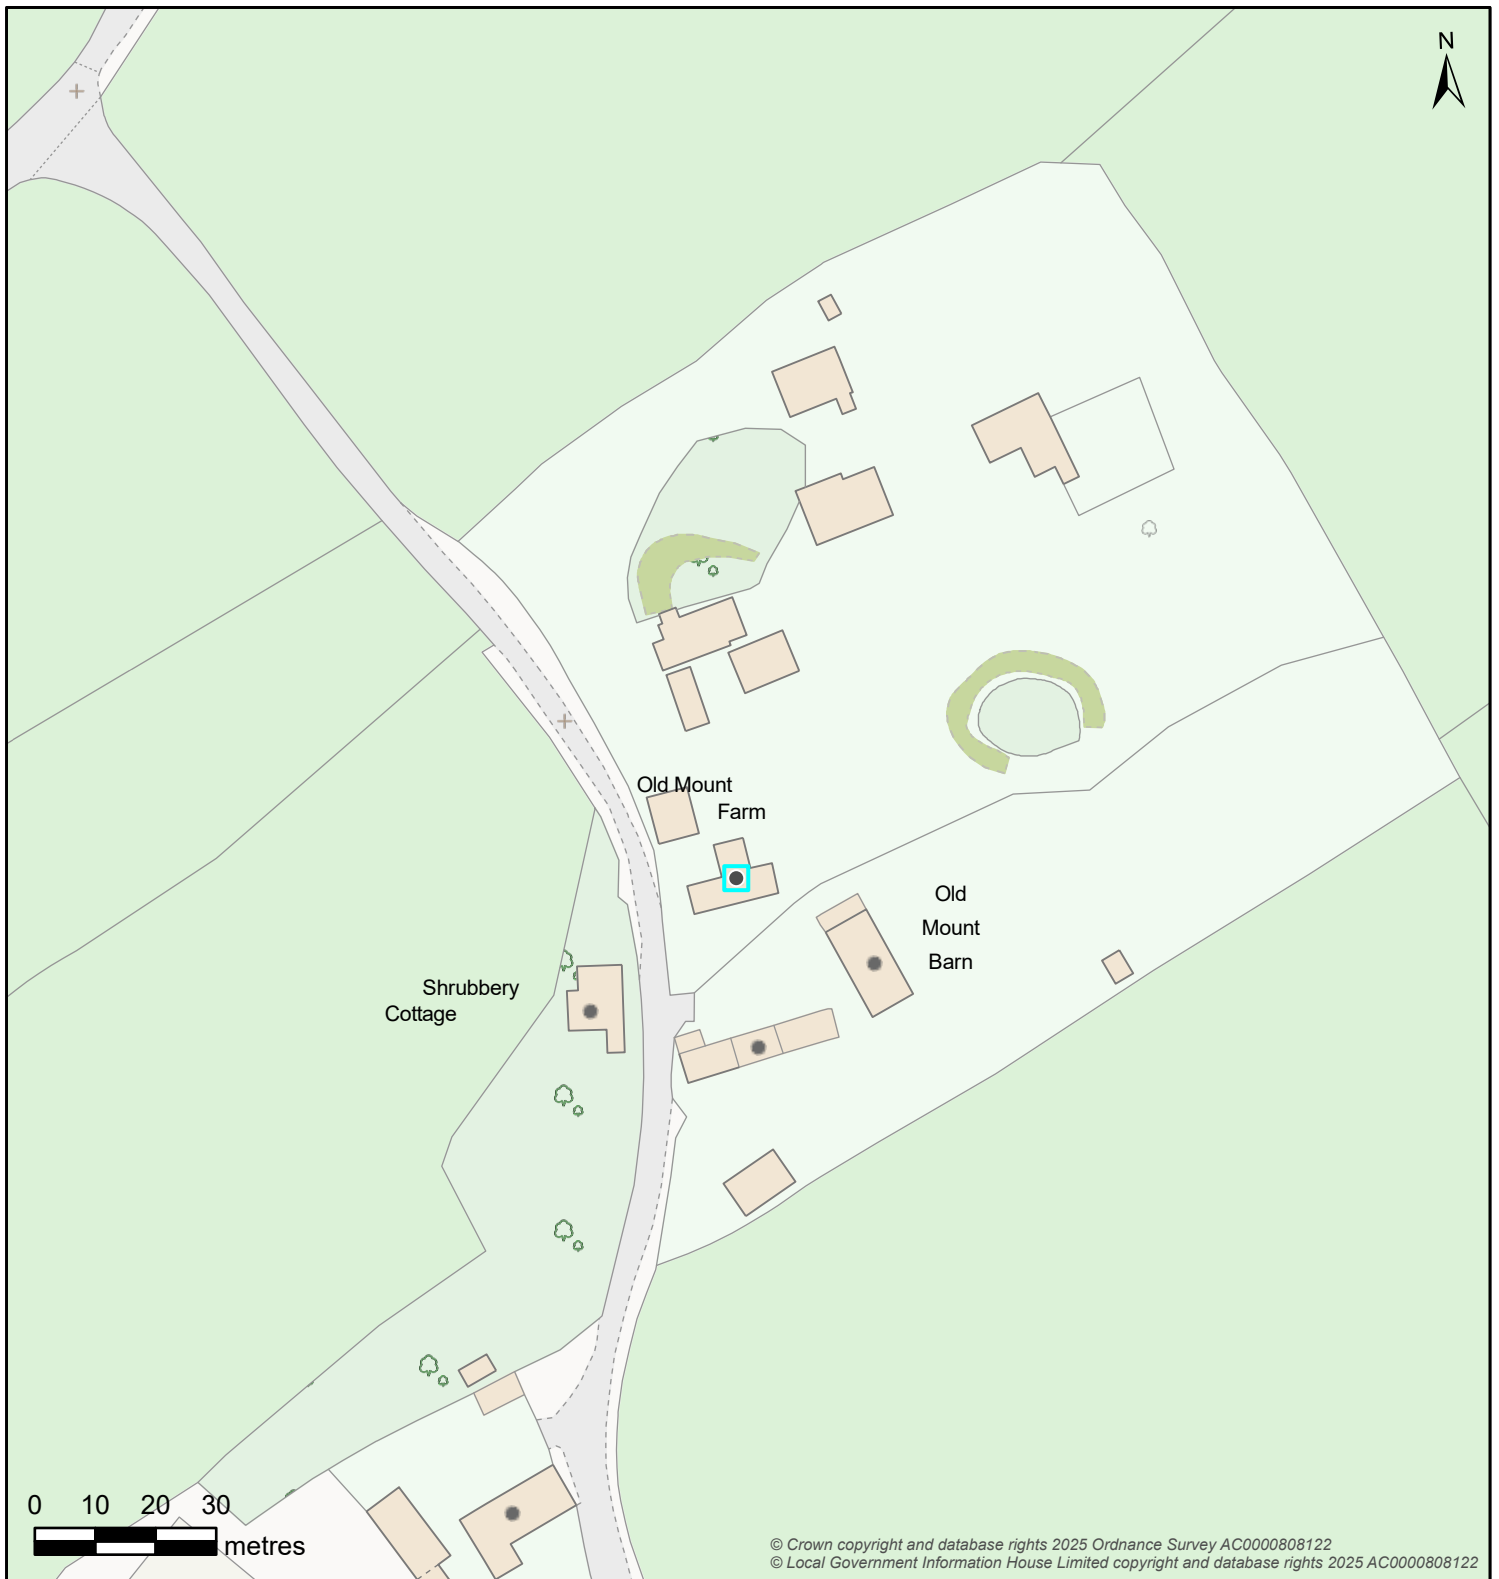 N
Old Mount
Farm
Old
Mount
Barn
Shrubbery
Cottage
0 10 20 30
metres
© Crown copyright and database rights 2025 Ordnance Survey AC0000808122
© Local Government Information House Limited copyright and database rights 2025 AC0000808122